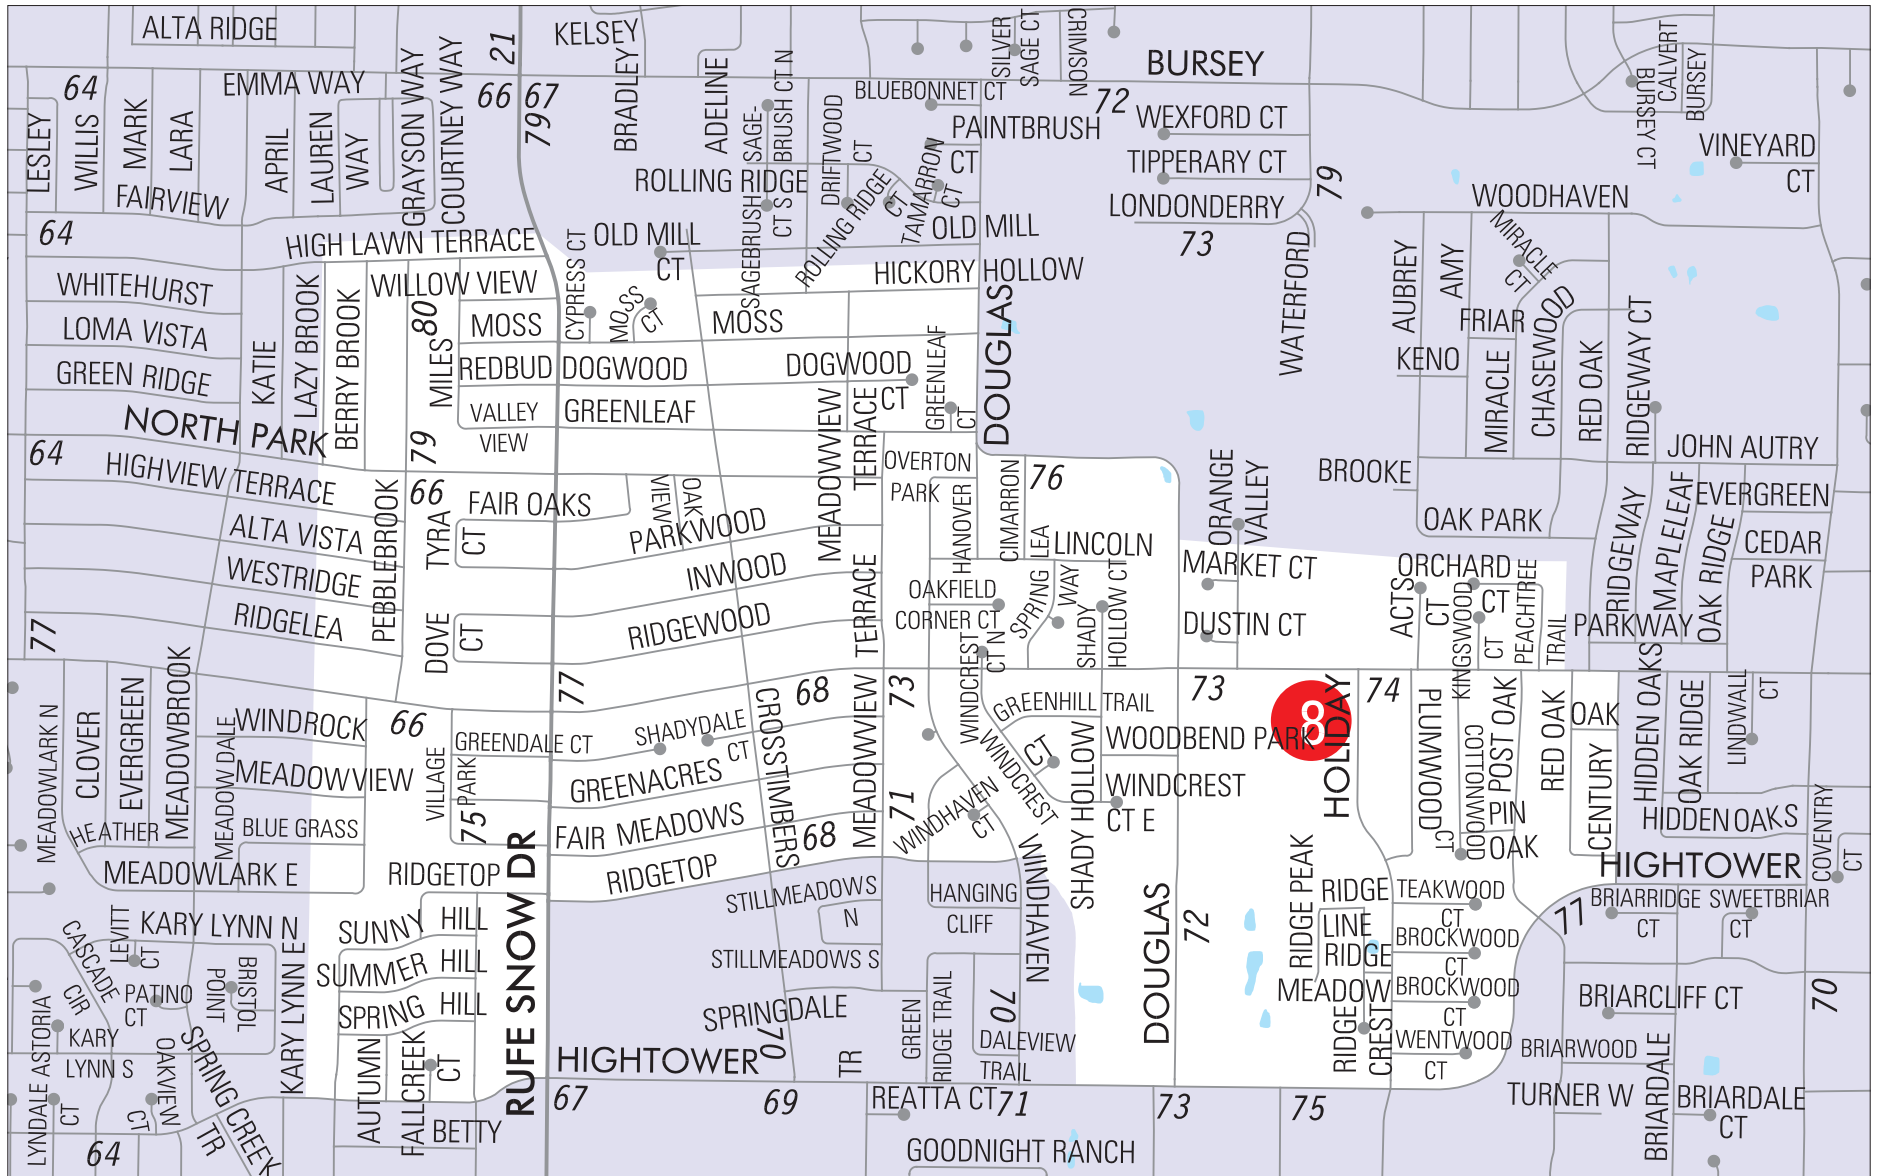 ALTA RIDGE
21
KELSEY
SILVER
SAGE CT
CRIMSON
BURSEY
CALVERT
BURSEY
BURSEY CT
64
EMMA WAY
66
67
79
BRADLEY
ADELINE
SAGE-
BRUSH CT N
BLUEBONNET CT
72
WEXFORD CT
LESLEY
WILLIS
MARK
LARA
APRIL
LAUREN
WAY
GRAYSON WAY
COURTNEY WAY
DRIFTWOOD
CT
PAINTBRUSH
CT
TIPPERARY CT
VINEYARD
CT
FAIRVIEW
ROLLING RIDGE
ROLLING RIDGE
CT
TAMARRON
CT
79
LONDONDERRY
WOODHAVEN
64
HIGH LAWN TERRACE
OLD MILL
CT
SAGEBRUSH
CT S
OLD MILL
73
MIRACLE
CT
WHITEHURST
WILLOW VIEW
CYPRESS CT
MOSS
CT
HICKORY HOLLOW
WATERFORD
AUBREY
AMY
LOMA VISTA
80
MOSS
MOSS
DOUGLAS
FRIAR
CHASEWOOD
GREEN RIDGE
KATIE
LAZY BROOK
BERRY BROOK
MILES
REDBUD
DOGWOOD
DOGWOOD
CT
GREENLEAF
CT
KENO
MIRACLE
RED OAK
RIDGEWAY CT
NORTH PARK
VALLEY
VIEW
GREENLEAF
64
HIGHVIEW TERRACE
79
MEADOWVIEW
TERRACE
OVERTON
PARK
76
ORANGE
VALLEY
BROOKE
JOHN AUTRY
66
FAIR OAKS
VIEW
OAK
HANOVER
CIMARRON
EVERGREEN
ALTA VISTA
PEBBLEBROOK
TYRA
CT
PARKWOOD
LEA
LINCOLN
OAK PARK
RIDGEWAY
MAPLELEAF
OAK RIDGE
CEDAR
PARK
WESTRIDGE
INWOOD
OAKFIELD
CORNER CT
SPRING
WAY
SHADY
HOLLOW CT
MARKET CT
ORCHARD
CT
77
RIDGELEA
DOVE
CT
RIDGEWOOD
TERRACE
DUSTIN CT
ACTS
CT
KINGSWOOD
CT
PEACHTREE
TRAIL
PARKWAY
PAR
WINDCREST
CT N
77
68
73
73
74
MEADOWLARK N
CLOVER
EVERGREEN
MEADOWBROOK
MEADOW DALE
WINDROCK
66
GREENDALE CT
SHADYDALE
CT
CROSSTIMBERS
MEADOWVIEW
GREENHILL TRAIL
WOODBEND PARK
8
HOLIDAY
PLUMWOOD
COTTONWOOD
CT
POST OAK
RED OAK
OAK
CENTURY
HIDDEN OAKS
OAK RIDGE
LINDWALL
CT
MEADOWVIEW
VILLAGE
PARK
75
GREENACRES
WINDCREST
CT
SHADY HOLLOW
WINDCREST
CT E
HEATHER
BLUE GRASS
FAIR MEADOWS
68
71
WINDHAVEN
CT
PIN
OAK
HIDDEN OAKS
COVENTRY
CT
MEADOWLARK E
RIDGETOP
RIDGETOP
WINDHAVEN
HIGHTOWER
RUFE SNOW DR
STILLMEADOWS
N
HANGING
CLIFF
RIDGE PEAK
RIDGE
LINE
TEAKWOOD
CT
BRIARRIDGE
CT
SWEETBRIAR
CT
CASCADE
CIR
LEVITT
CT
KARY LYNN N
SUNNY HILL
DOUGLAS
72
77
BROCKWOOD
CT
PATINO
CT
POINT
BRISTOL
KARY LYNN E
SUMMER HILL
STILLMEADOWS S
RIDGE
MEADOW
BROCKWOOD
CT
LYNDALE
ASTORIA
CT
KARY
LYNN S
SPRING HILL
SPRINGDALE
70
TR
GREEN
RIDGE TRAIL
70
BRIARCLIFF CT
70
OAKVIEW
CT
SPRING CREEK
TR
AUTUMN
FALLCREEK
CT
HIGHTOWER
DALEVIEW
TRAIL
RIDGE
CREST
WENTWOOD
CT
BRIARWOOD
BRIARDALE
64
BETTY
67
69
REATTA CT
71
73
75
TURNER W
BRIARDALE
CT
GOODNIGHT RANCH